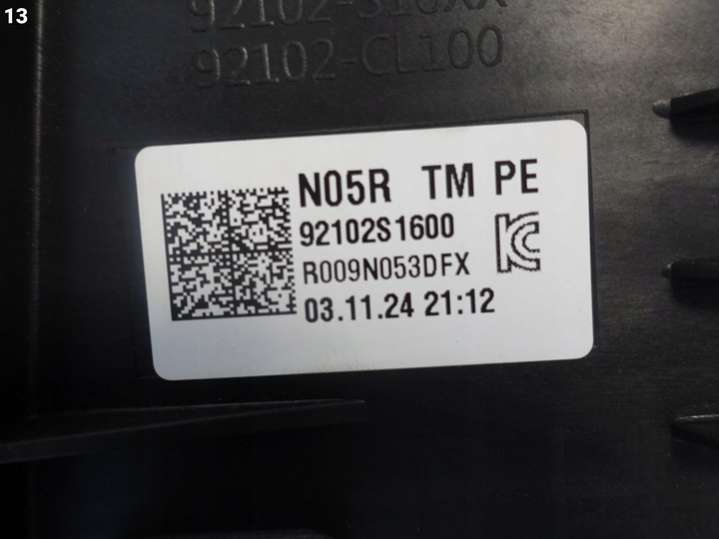 13
92102-CL100
N05R TM PE
92102S1600
R009N053DFX
03.11.24 21:12